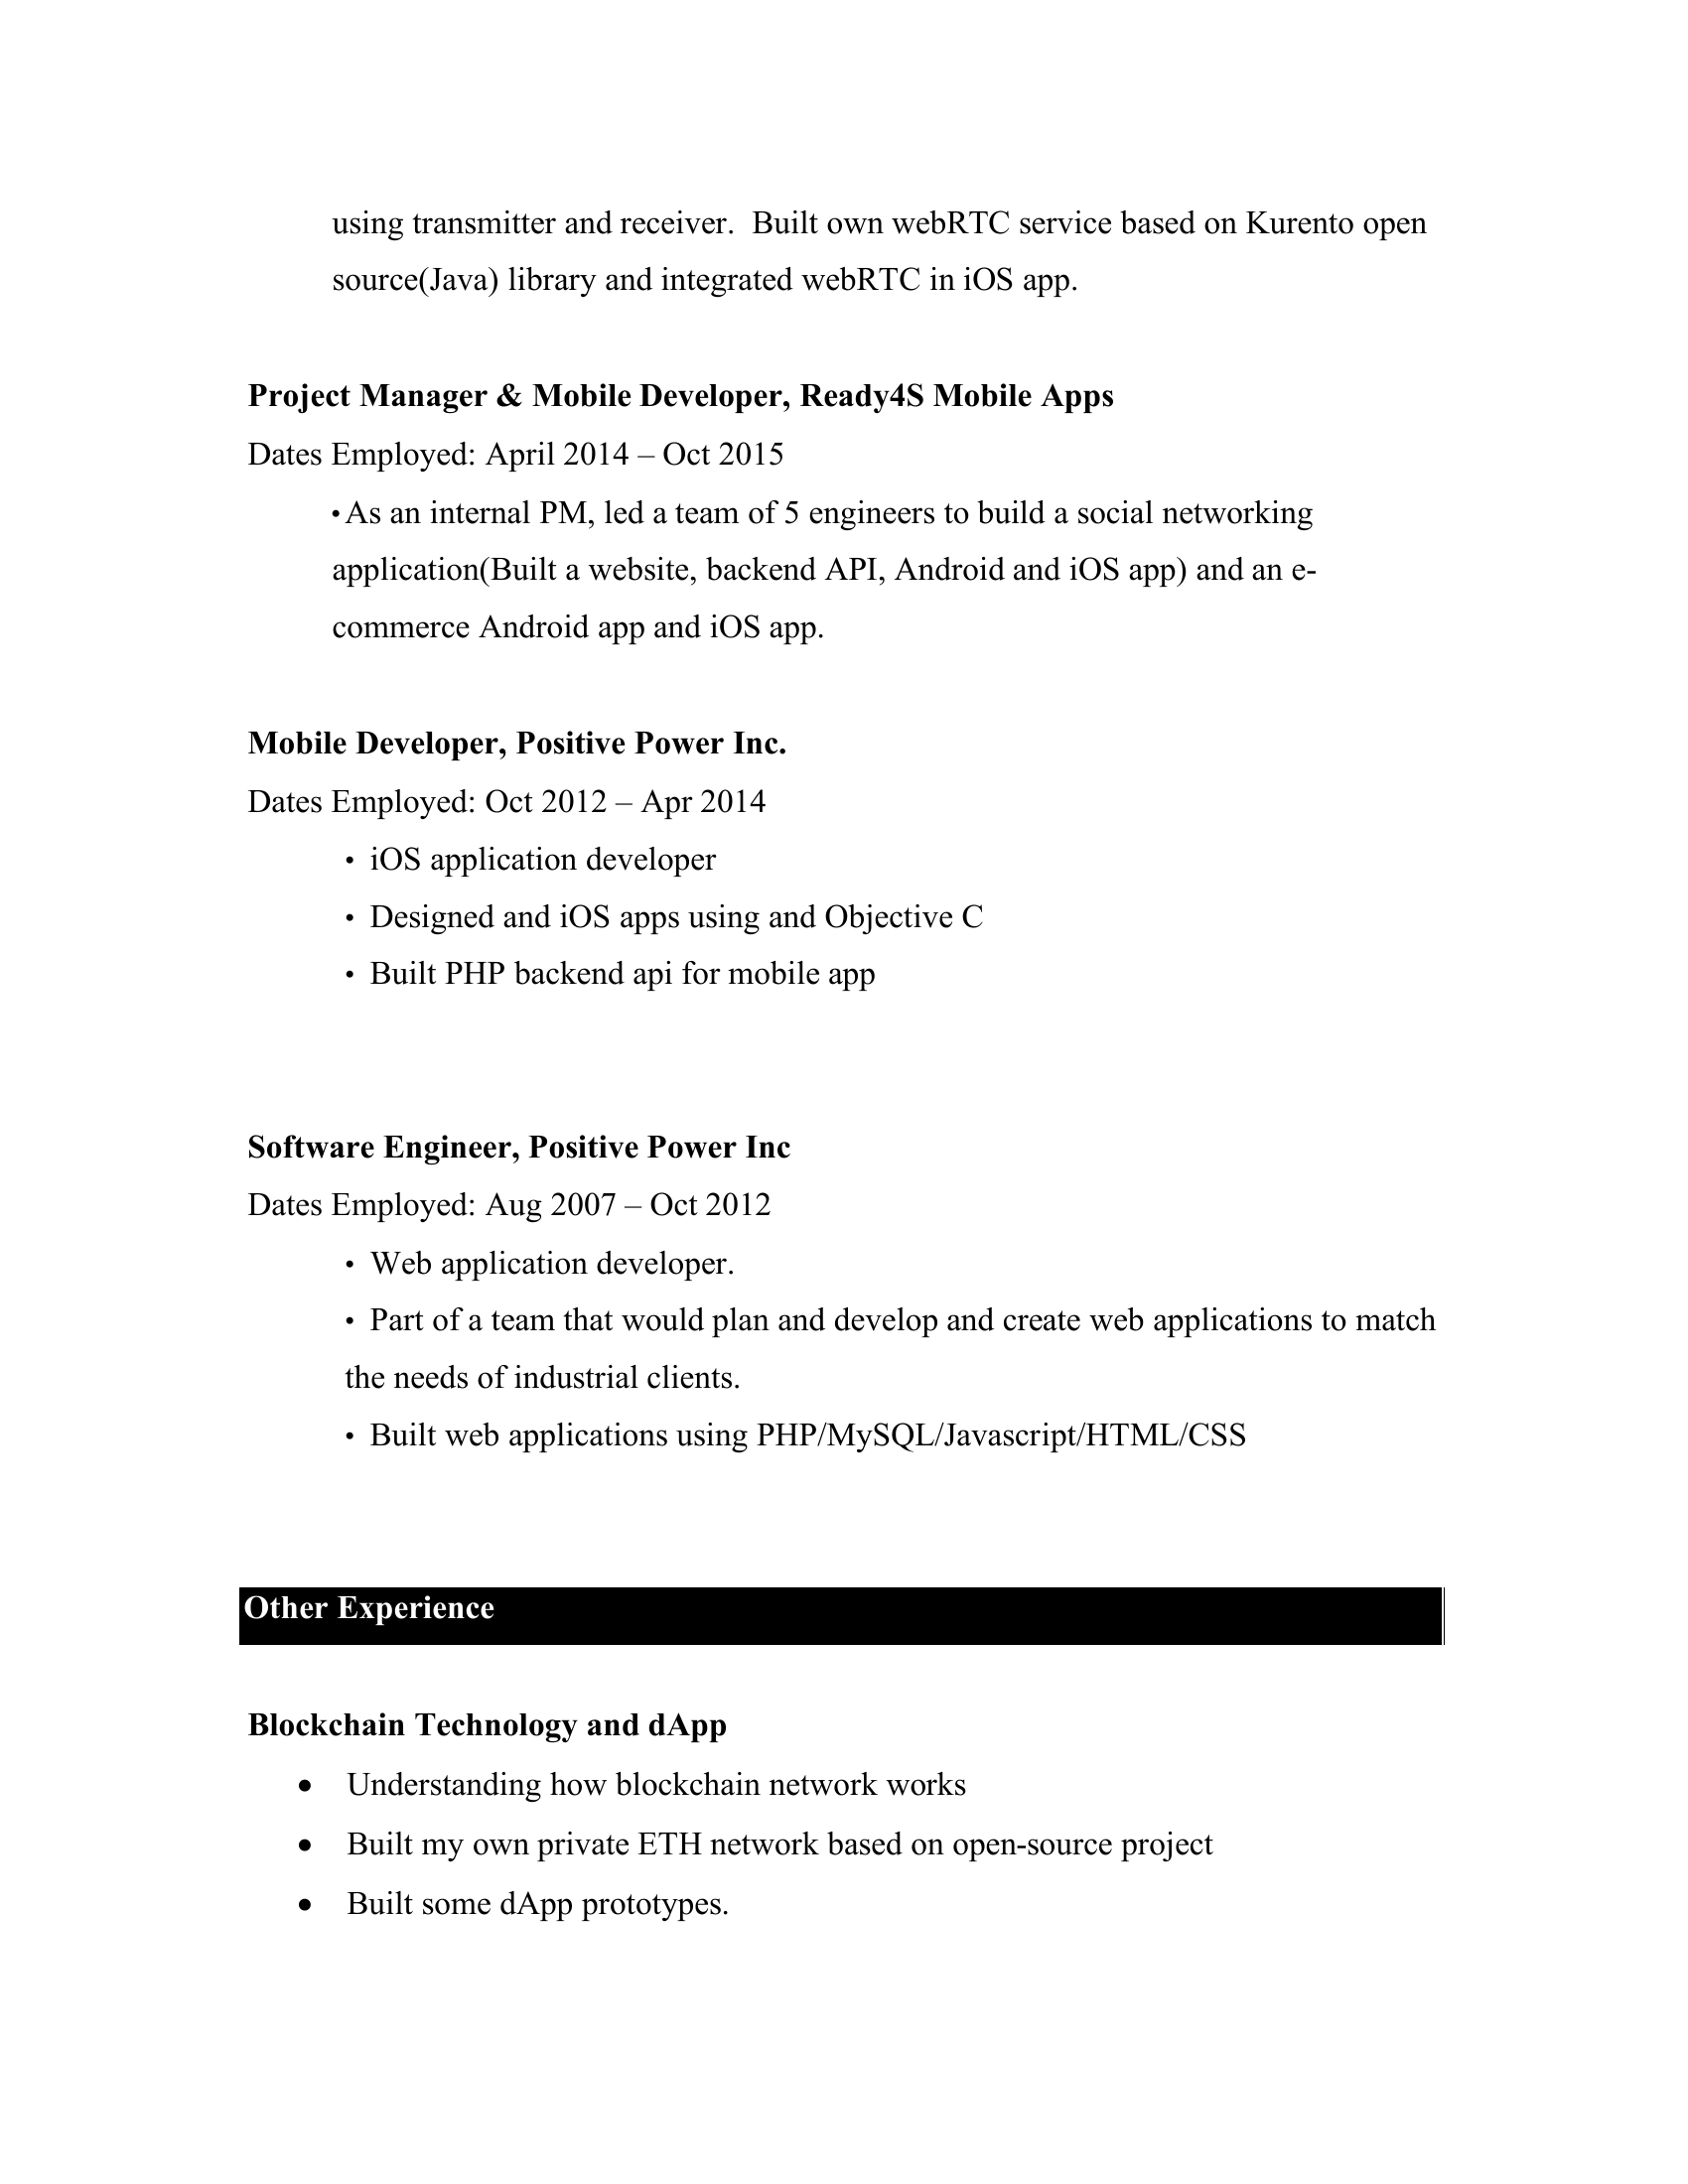 using transmitter and receiver.  Built own webRTC service based on Kurento open
source(Java) library and integrated webRTC in iOS app.
Project Manager & Mobile Developer, Ready4S Mobile Apps
Dates Employed: April 2014 – Oct 2015
• As an internal PM, led a team of 5 engineers to build a social networking
application(Built a website, backend API, Android and iOS app) and an e-
commerce Android app and iOS app.
Mobile Developer, Positive Power Inc.
Dates Employed: Oct 2012 – Apr 2014
• iOS application developer
• Designed and iOS apps using and Objective C
• Built PHP backend api for mobile app
Software Engineer, Positive Power Inc
Dates Employed: Aug 2007 – Oct 2012
• Web application developer.
• Part of a team that would plan and develop and create web applications to match
the needs of industrial clients.
• Built web applications using PHP/MySQL/Javascript/HTML/CSS
Other Experience
Blockchain Technology and dApp
• Understanding how blockchain network works
• Built my own private ETH network based on open-source project
• Built some dApp prototypes.